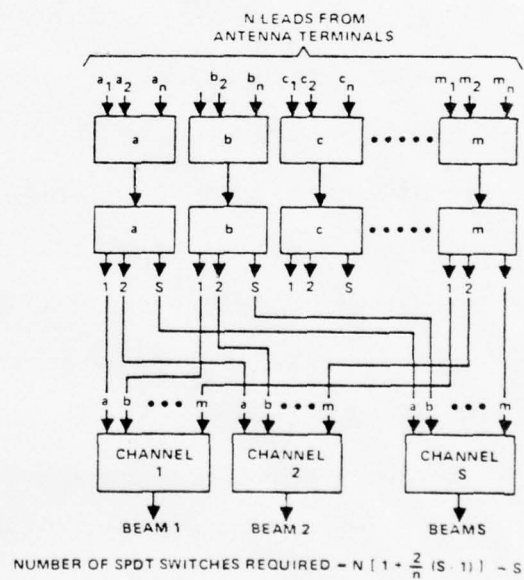 N LEADS FROM
ANTENNA TERMINALS
a1 a2 an b2 bn c1 c2 cn m1 m2 mn
a b c m
a b c m
1 2 S 1 2 S 1 2 S 1 2
a b m a b m a b m
CHANNEL 1 CHANNEL 2 CHANNEL S
BEAM 1 BEAM 2 BEAM S
NUMBER OF SPDT SWITCHES REQUIRED = N [ 1 + 2/n (S - 1) ] - S